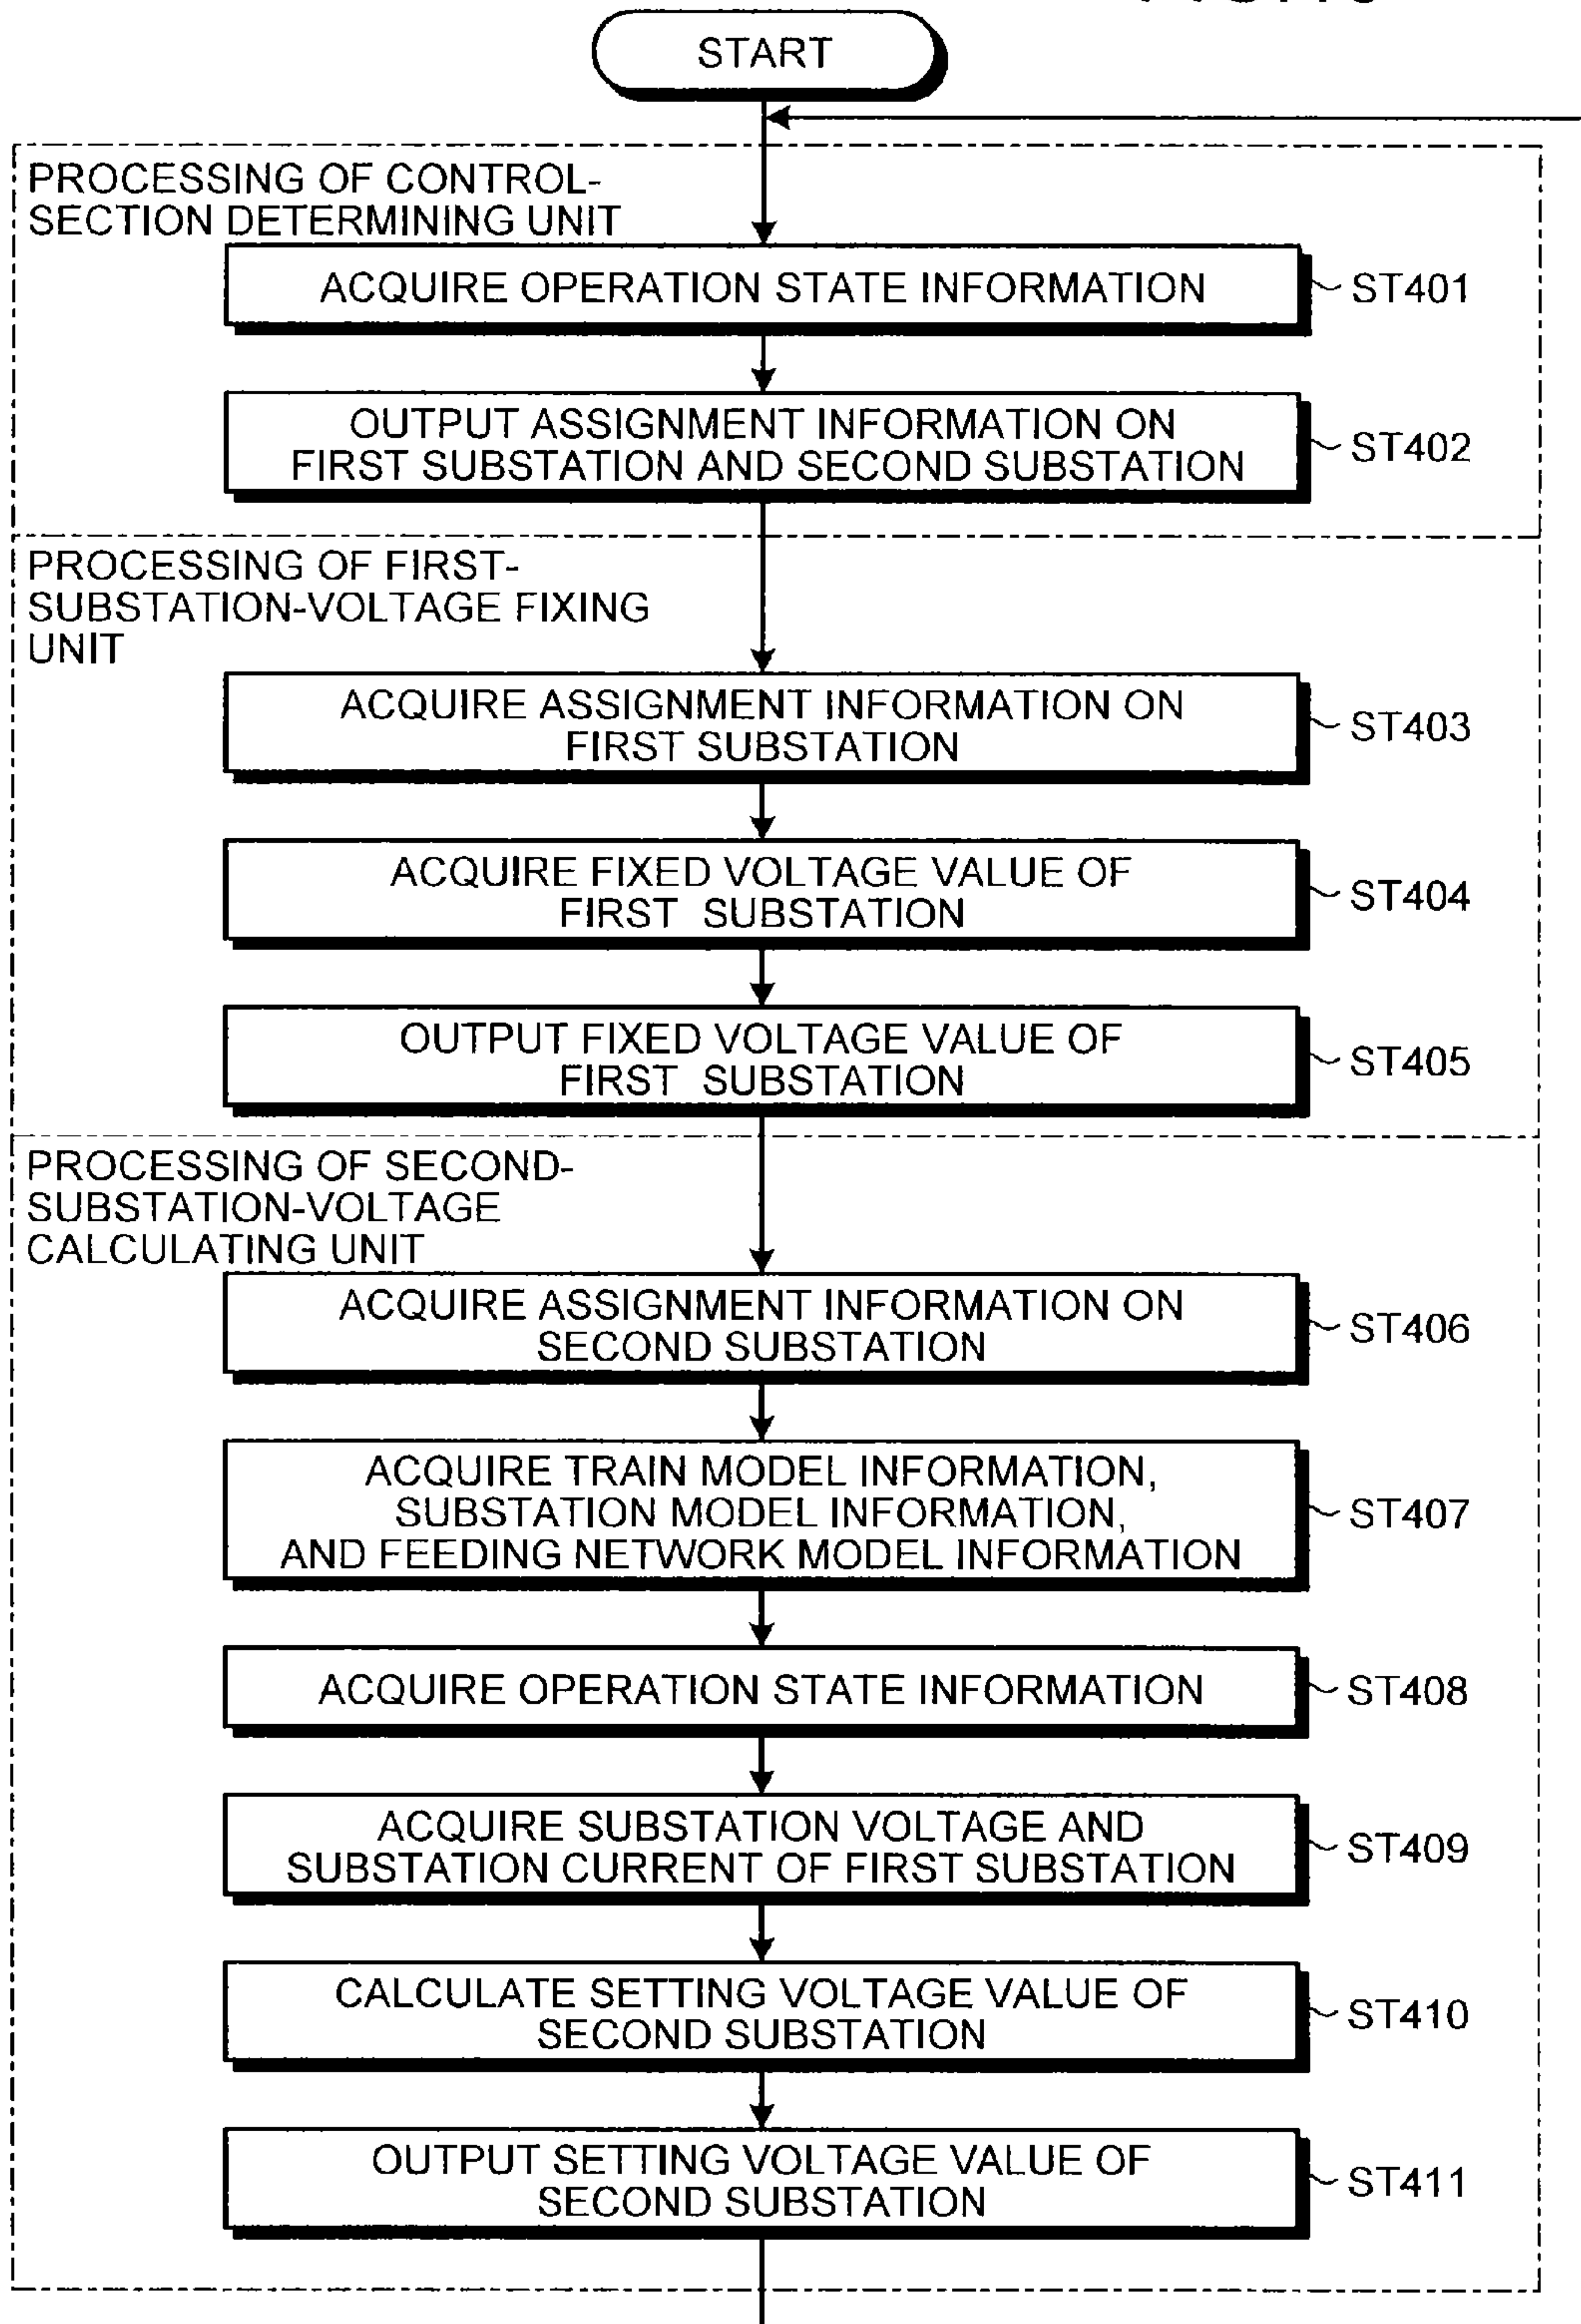 START
PROCESSING OF CONTROL-
SECTION DETERMINING UNIT
ACQUIRE OPERATION STATE INFORMATION
ST401
OUTPUT ASSIGNMENT INFORMATION ON
FIRST SUBSTATION AND SECOND SUBSTATION
ST402
PROCESSING OF FIRST-
SUBSTATION-VOLTAGE FIXING
UNIT
ACQUIRE ASSIGNMENT INFORMATION ON
FIRST SUBSTATION
ST403
ACQUIRE FIXED VOLTAGE VALUE OF
FIRST SUBSTATION
ST404
OUTPUT FIXED VOLTAGE VALUE OF
FIRST SUBSTATION
ST405
PROCESSING OF SECOND-
SUBSTATION-VOLTAGE
CALCULATING UNIT
ACQUIRE ASSIGNMENT INFORMATION ON
SECOND SUBSTATION
ST406
ACQUIRE TRAIN MODEL INFORMATION,
SUBSTATION MODEL INFORMATION,
AND FEEDING NETWORK MODEL INFORMATION
ST407
ACQUIRE OPERATION STATE INFORMATION
ST408
ACQUIRE SUBSTATION VOLTAGE AND
SUBSTATION CURRENT OF FIRST SUBSTATION
ST409
CALCULATE SETTING VOLTAGE VALUE OF
SECOND SUBSTATION
ST410
OUTPUT SETTING VOLTAGE VALUE OF
SECOND SUBSTATION
ST411